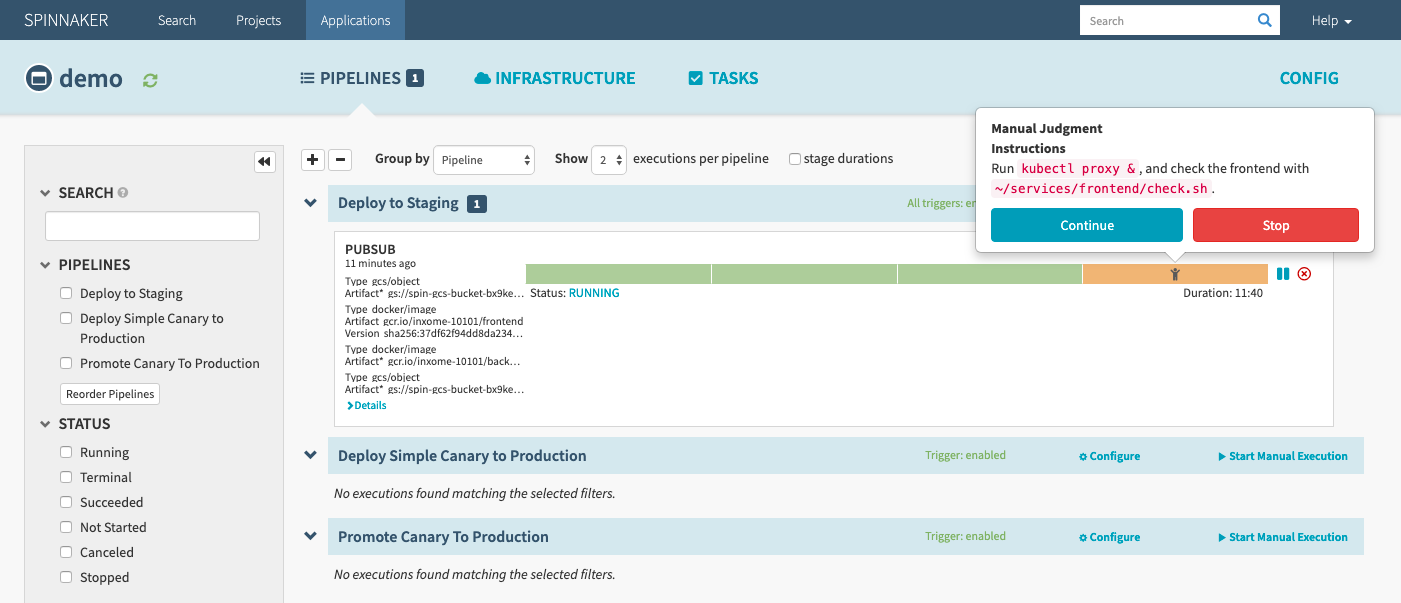 SPINNAKER Search Projects Applications Search Help
demo PIPELINES 1 INFRASTRUCTURE TASKS CONFIG
Manual Judgment
Instructions
Run kubectl proxy & , and check the frontend with
~/services/frontend/check.sh .
Continue Stop
Group by Pipeline Show 2 executions per pipeline stage durations
SEARCH
PIPELINES
Deploy to Staging
Deploy Simple Canary to
Production
Promote Canary To Production
Reorder Pipelines
STATUS
Running
Terminal
Succeeded
Not Started
Canceled
Stopped
Deploy to Staging 1 All triggers:
PUBSUB
11 minutes ago
Type gcs/object
Artifact* gs://spin-gcs-bucket-bx9ke...
Type docker/image
Artifact gcr.io/inxome-10101/frontend
Version sha256:37df62f94dd8da234...
Type docker/image
Artifact* gcr.io/inxome-10101/back...
Type gcs/object
Artifact* gs://spin-gcs-bucket-bx9ke...
Details
Status: RUNNING Duration: 11:40
Deploy Simple Canary to Production Trigger: enabled Configure Start Manual Execution
No executions found matching the selected filters.
Promote Canary To Production Trigger: enabled Configure Start Manual Execution
No executions found matching the selected filters.